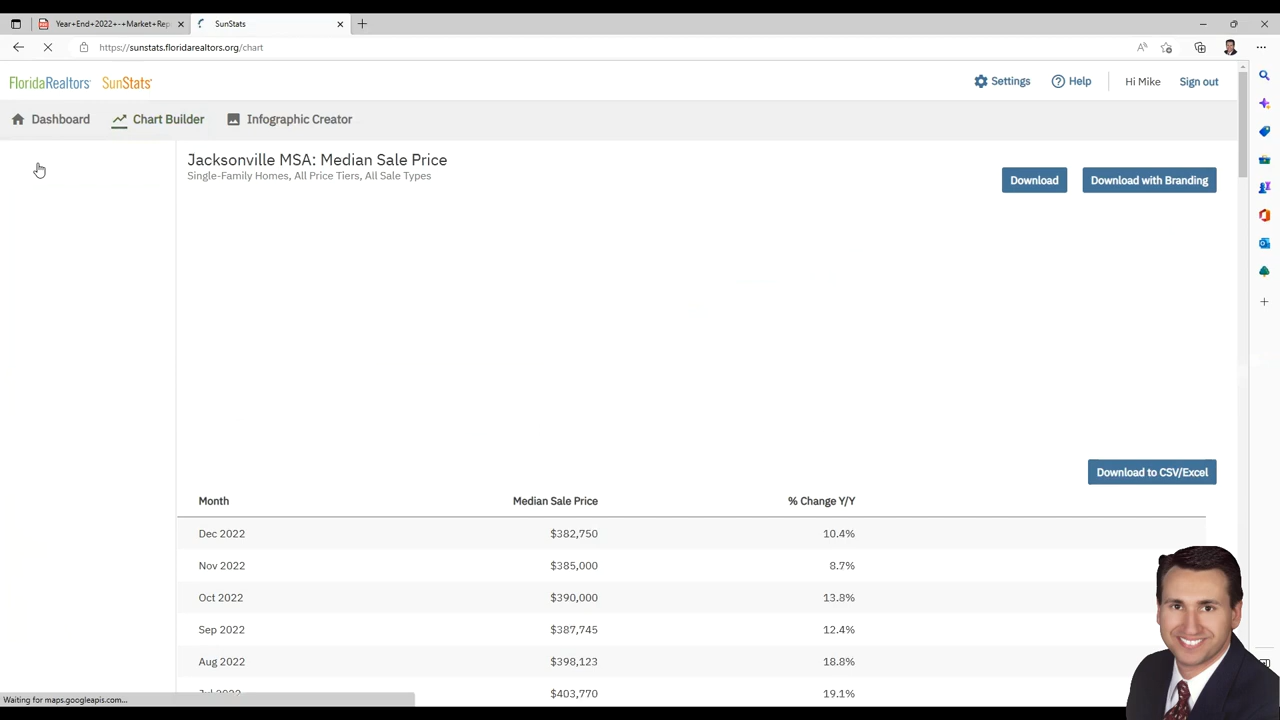 Year+End+2022+-+Market+Rep
SunStats
https://sunstats.floridarealtors.org/chart
FloridaRealtors SunStats
Settings
Help
Hi Mike
Sign out
Dashboard
Chart Builder
Infographic Creator
Jacksonville MSA: Median Sale Price
Single-Family Homes, All Price Tiers, All Sale Types
Download
Download with Branding
Download to CSV/Excel
Month Median Sale Price % Change Y/Y
Dec 2022 $382,750 10.4%
Nov 2022 $385,000 8.7%
Oct 2022 $390,000 13.8%
Sep 2022 $387,745 12.4%
Aug 2022 $398,123 18.8%
Jul 2022 $403,770 19.1%
Waiting for maps.googleapis.com...